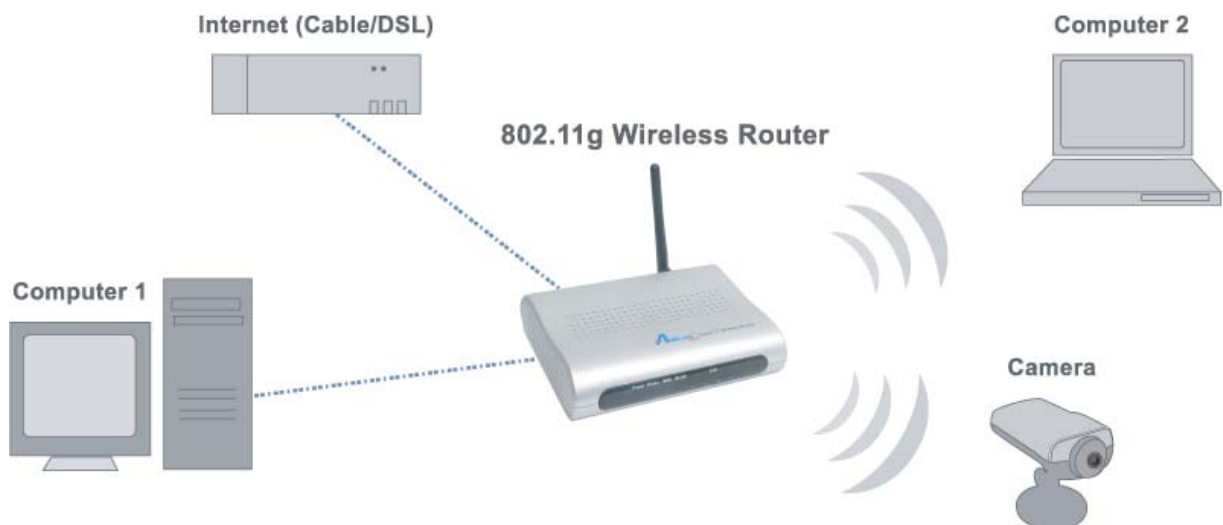 Internet (Cable/DSL)
Computer 2
802.11g Wireless Router
Computer 1
Camera